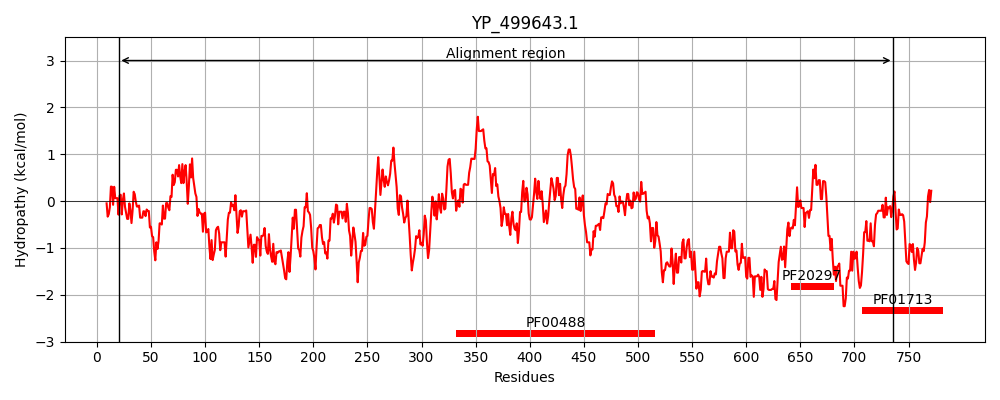 YP_499643.1
Alignment region
Hydropathy (kcal/mol)
3
2
1
0
−1
−2
−3
PF20297
PF01713
PF00488
0 50 100 150 200 250 300 350 400 450 500 550 600 650 700 750
Residues